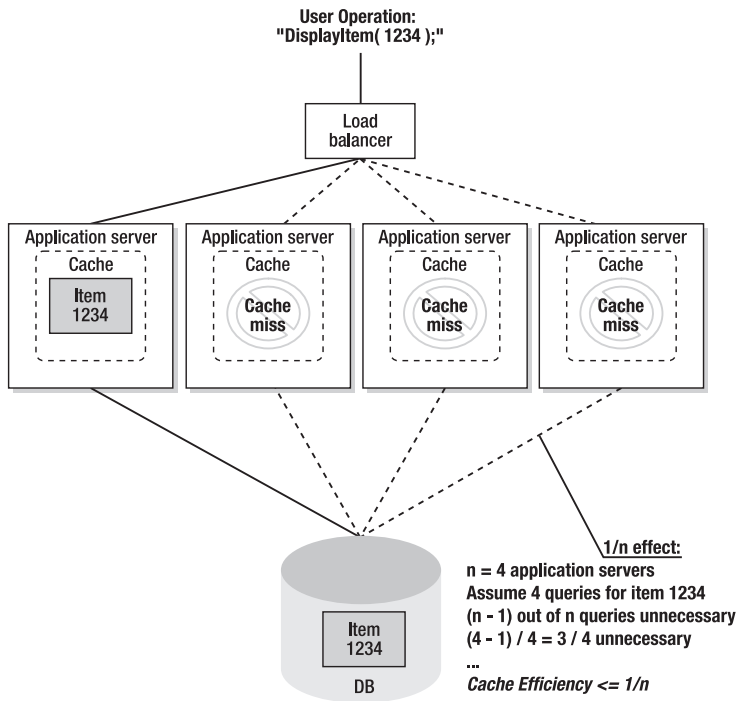 User Operation:
"DisplayItem( 1234 );"
Load
balancer
Application server
Cache
Item
1234
Application server
Cache
Cache
miss
Application server
Cache
Cache
miss
Application server
Cache
Cache
miss
1/n effect:
n = 4 application servers
Assume 4 queries for item 1234
(n - 1) out of n queries unnecessary
(4 - 1) / 4 = 3 / 4 unnecessary
...
Cache Efficiency <= 1/n
Item
1234
DB